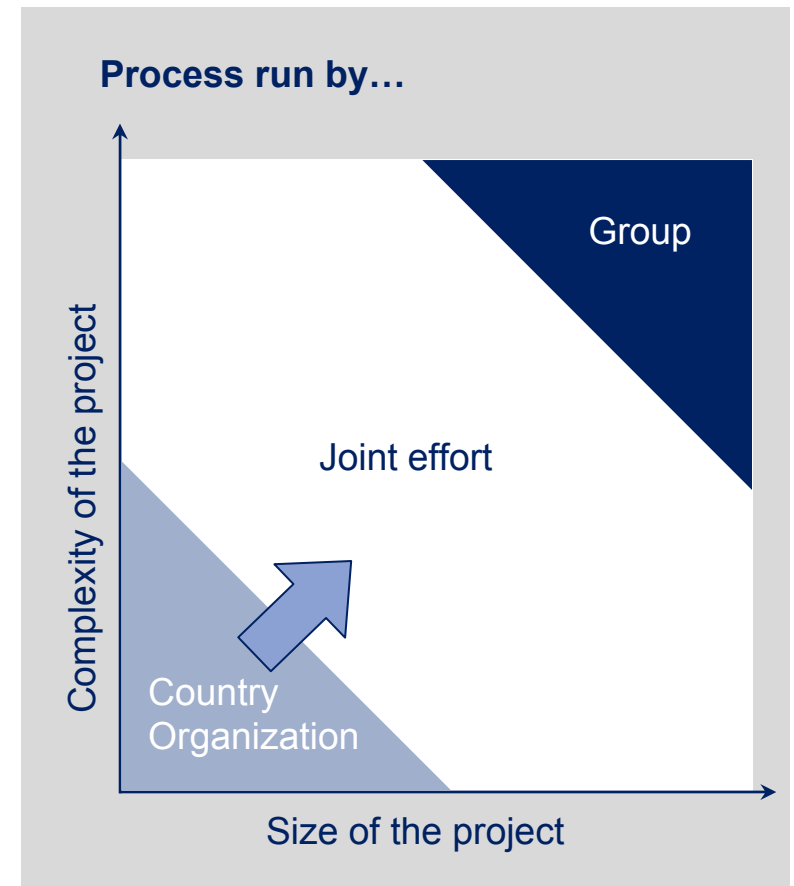 Process run by…
Group
Complexity of the project
Joint effort
Country
Organization
Size of the project